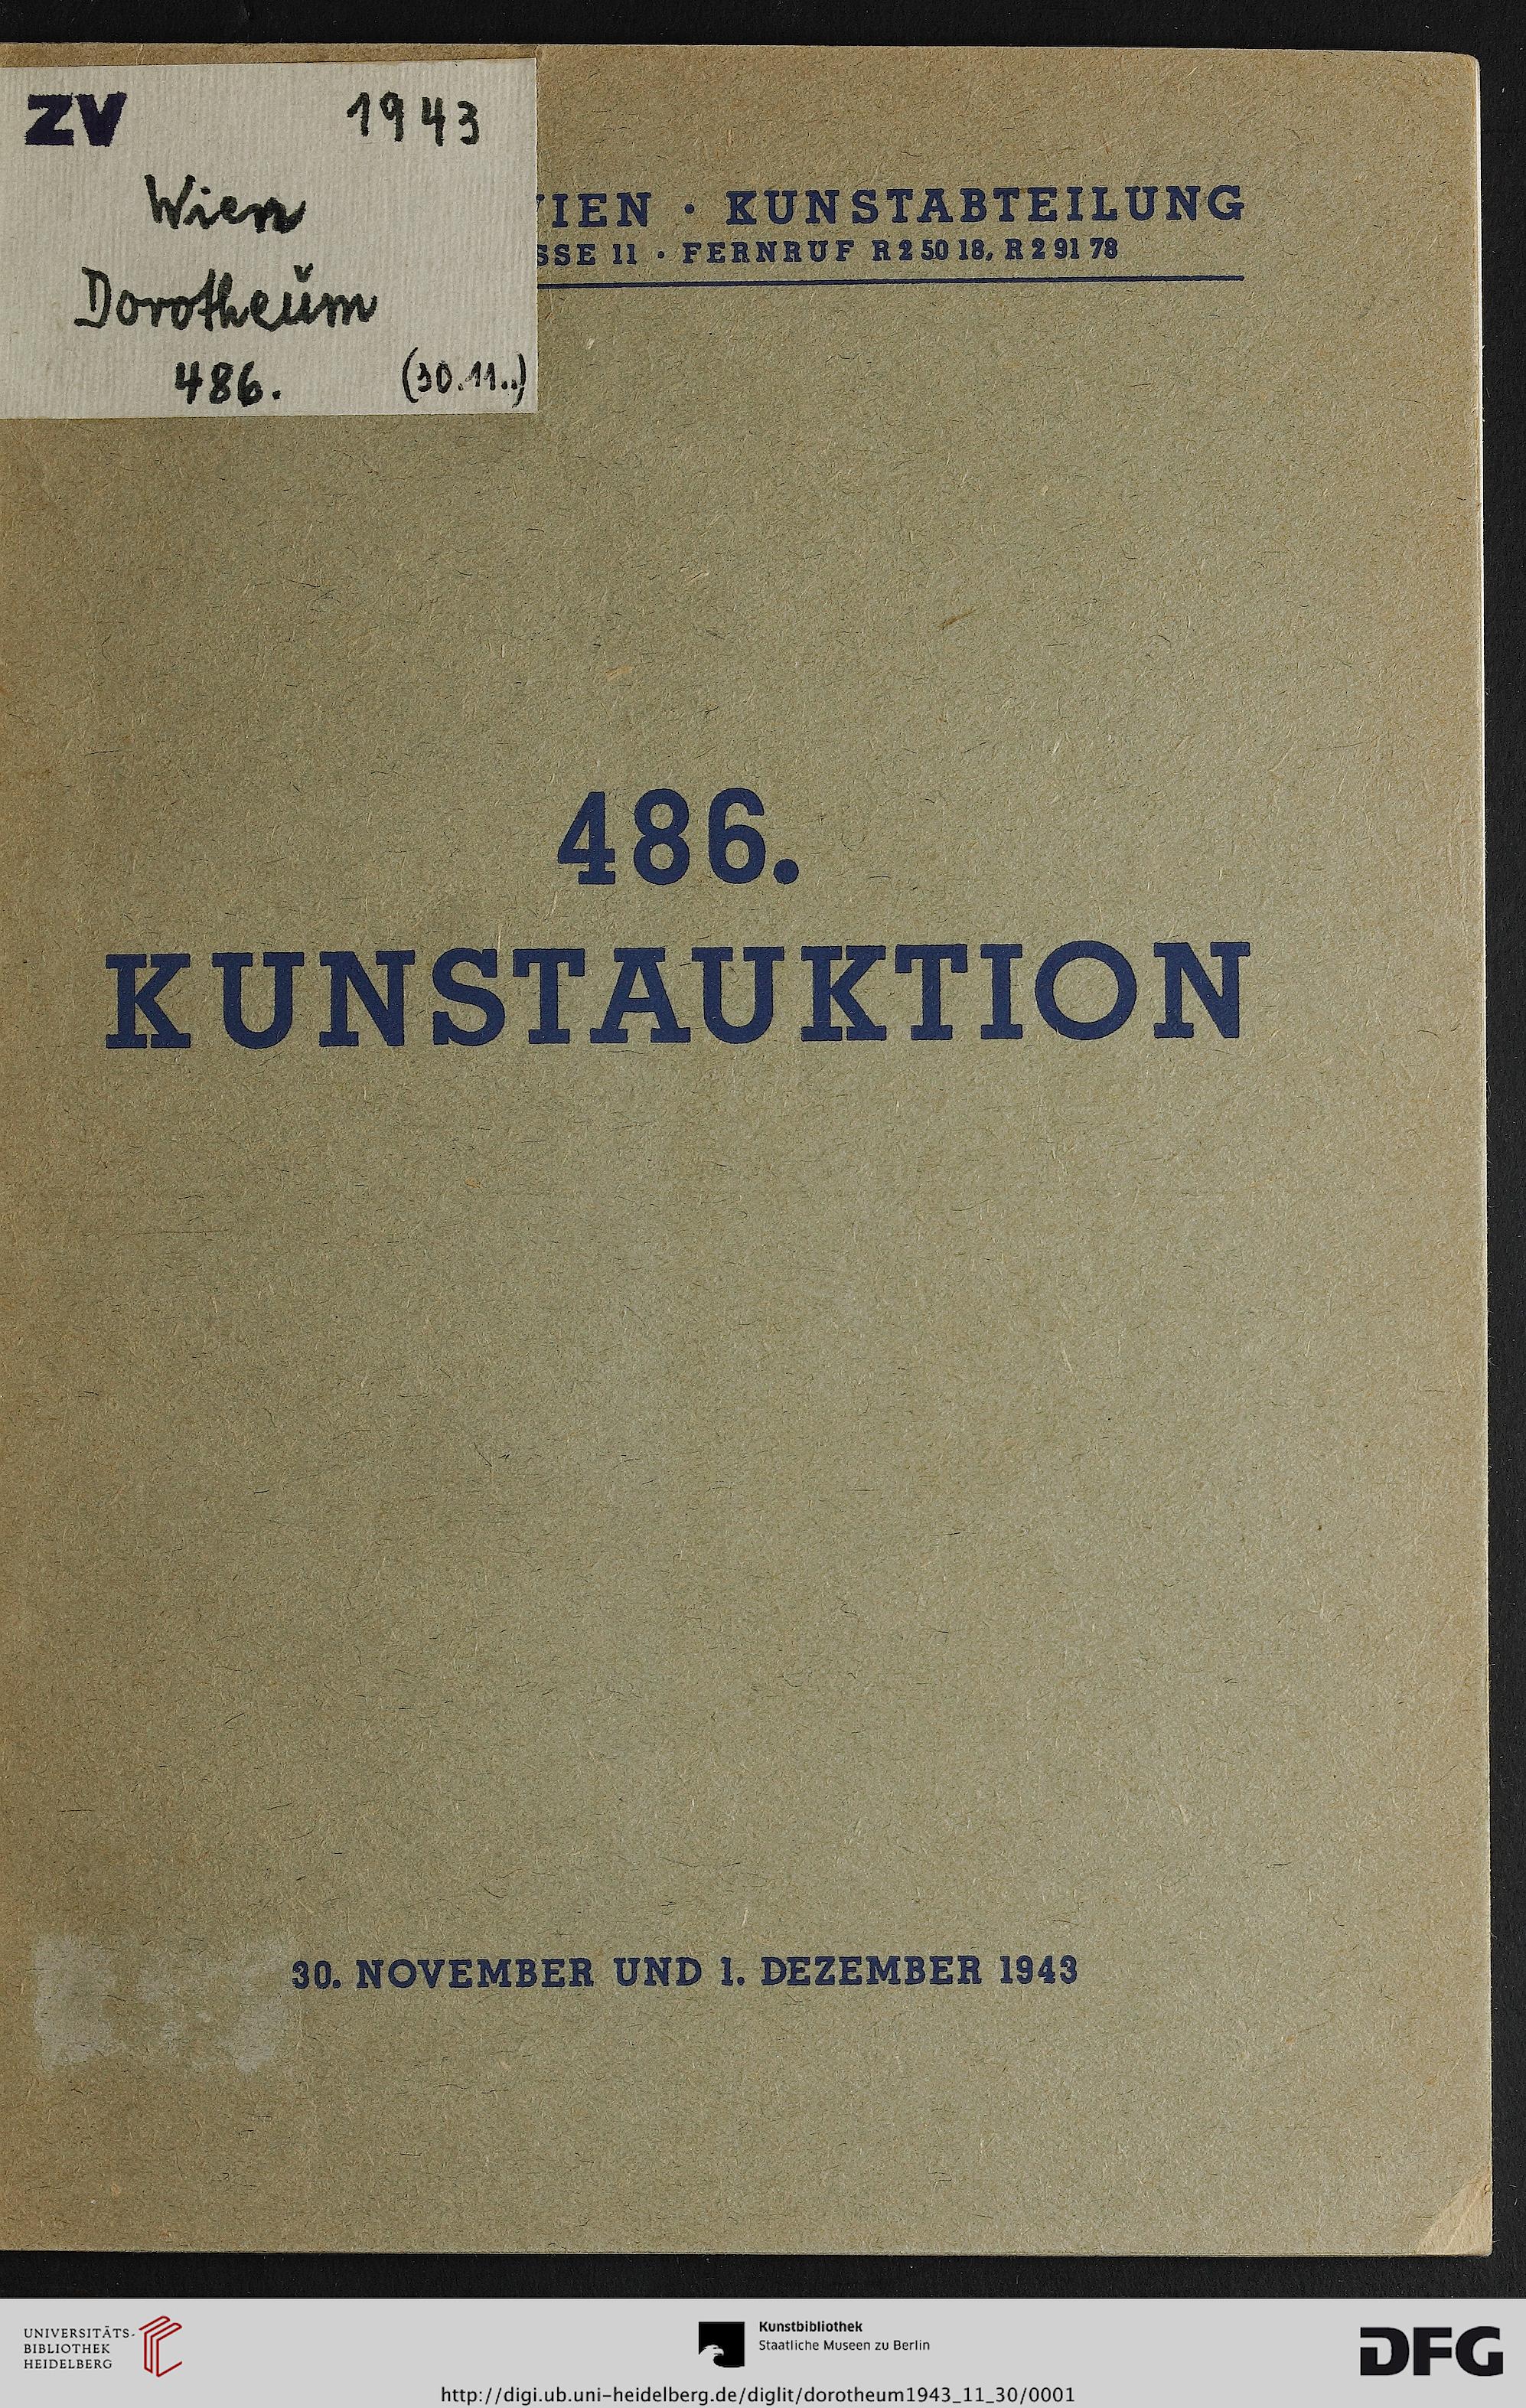 ZV 1943
Wien
Dorotheum
486. (30.11..)
IEN · KUNSTABTEILUNG
SSE 11 · FERNRUF R 2 50 18, R 2 91 78
486.
KUNSTAUKTION
30. NOVEMBER UND 1. DEZEMBER 1943
UNIVERSITÄTS-
BIBLIOTHEK
HEIDELBERG
Kunstbibliothek
Staatliche Museen zu Berlin
DFG
http://digi.ub.uni-heidelberg.de/diglit/dorotheum1943_11_30/0001